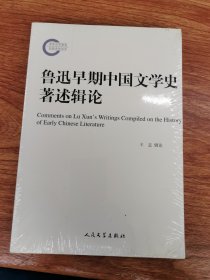 鲁迅早期中国文学史
著述辑论
Comments on Lu Xun's Writings Compiled on the History
of Early Chinese Literature
人民文学出版社